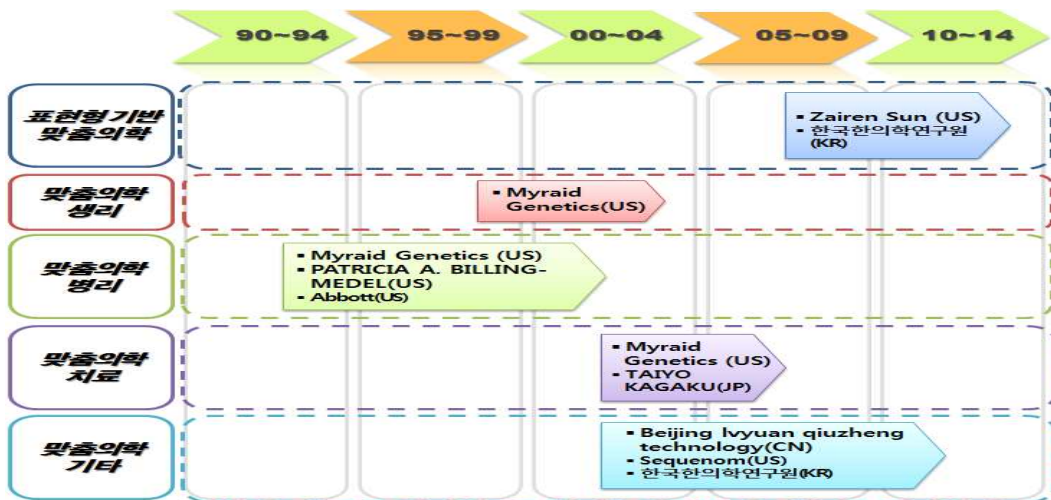 90~94 95~99 00~04 05~09 10~14
표현형 기반
맞춤의학
▪ Zairen Sun (US)
▪ 한국한의학연구원
(KR)
맞춤의학
생리
▪ Myraid
Genetics(US)
맞춤의학
병리
▪ Myraid Genetics (US)
▪ PATRICIA A. BILLING-
MEDEL(US)
▪ Abbott(US)
맞춤의학
치료
▪ Myraid
Genetics (US)
▪ TAIYO
KAGAKU(JP)
맞춤의학
기타
▪ Beijing lvyuan qiuzheng
technology(CN)
▪ Sequenom(US)
▪ 한국한의학연구원(KR)